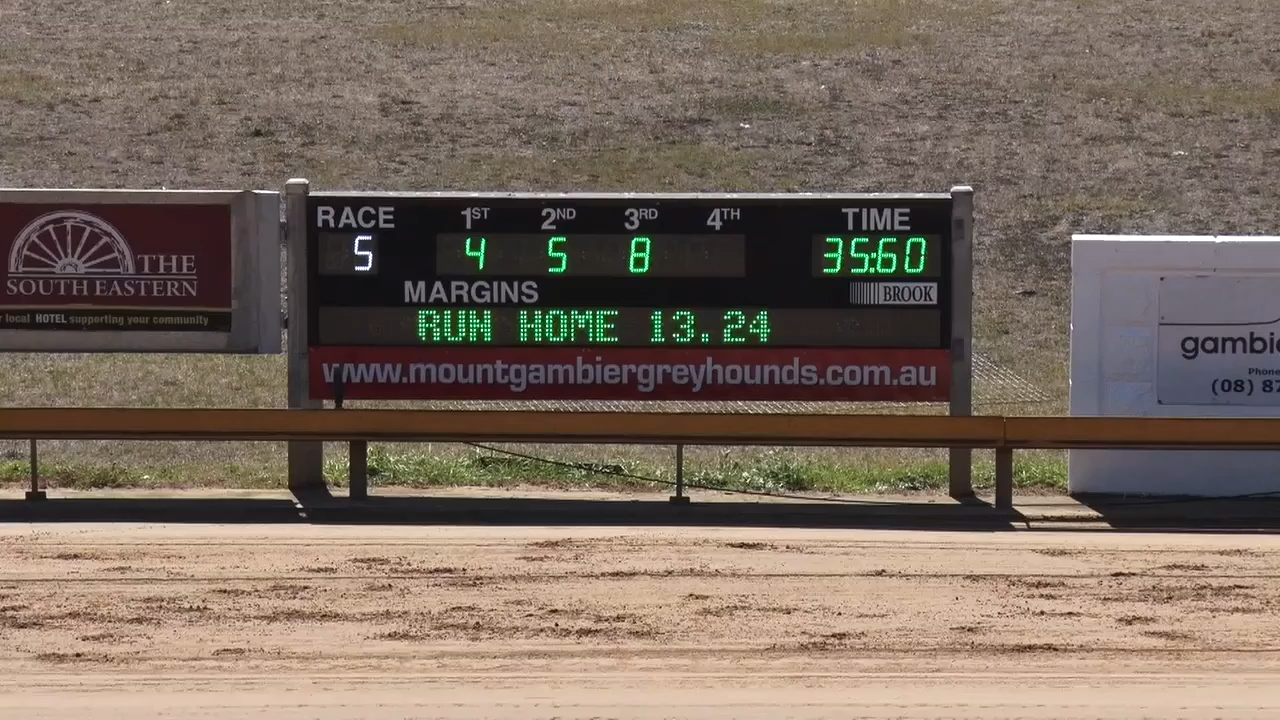 THE
SOUTH EASTERN
local HOTEL supporting your community
RACE 1ST 2ND 3RD 4TH TIME
5 4 5 8 35:60
MARGINS BROOK
RUN HOME 13.24
www.mountgambiergreyhounds.com.au
gambie
Phone
(08) 87